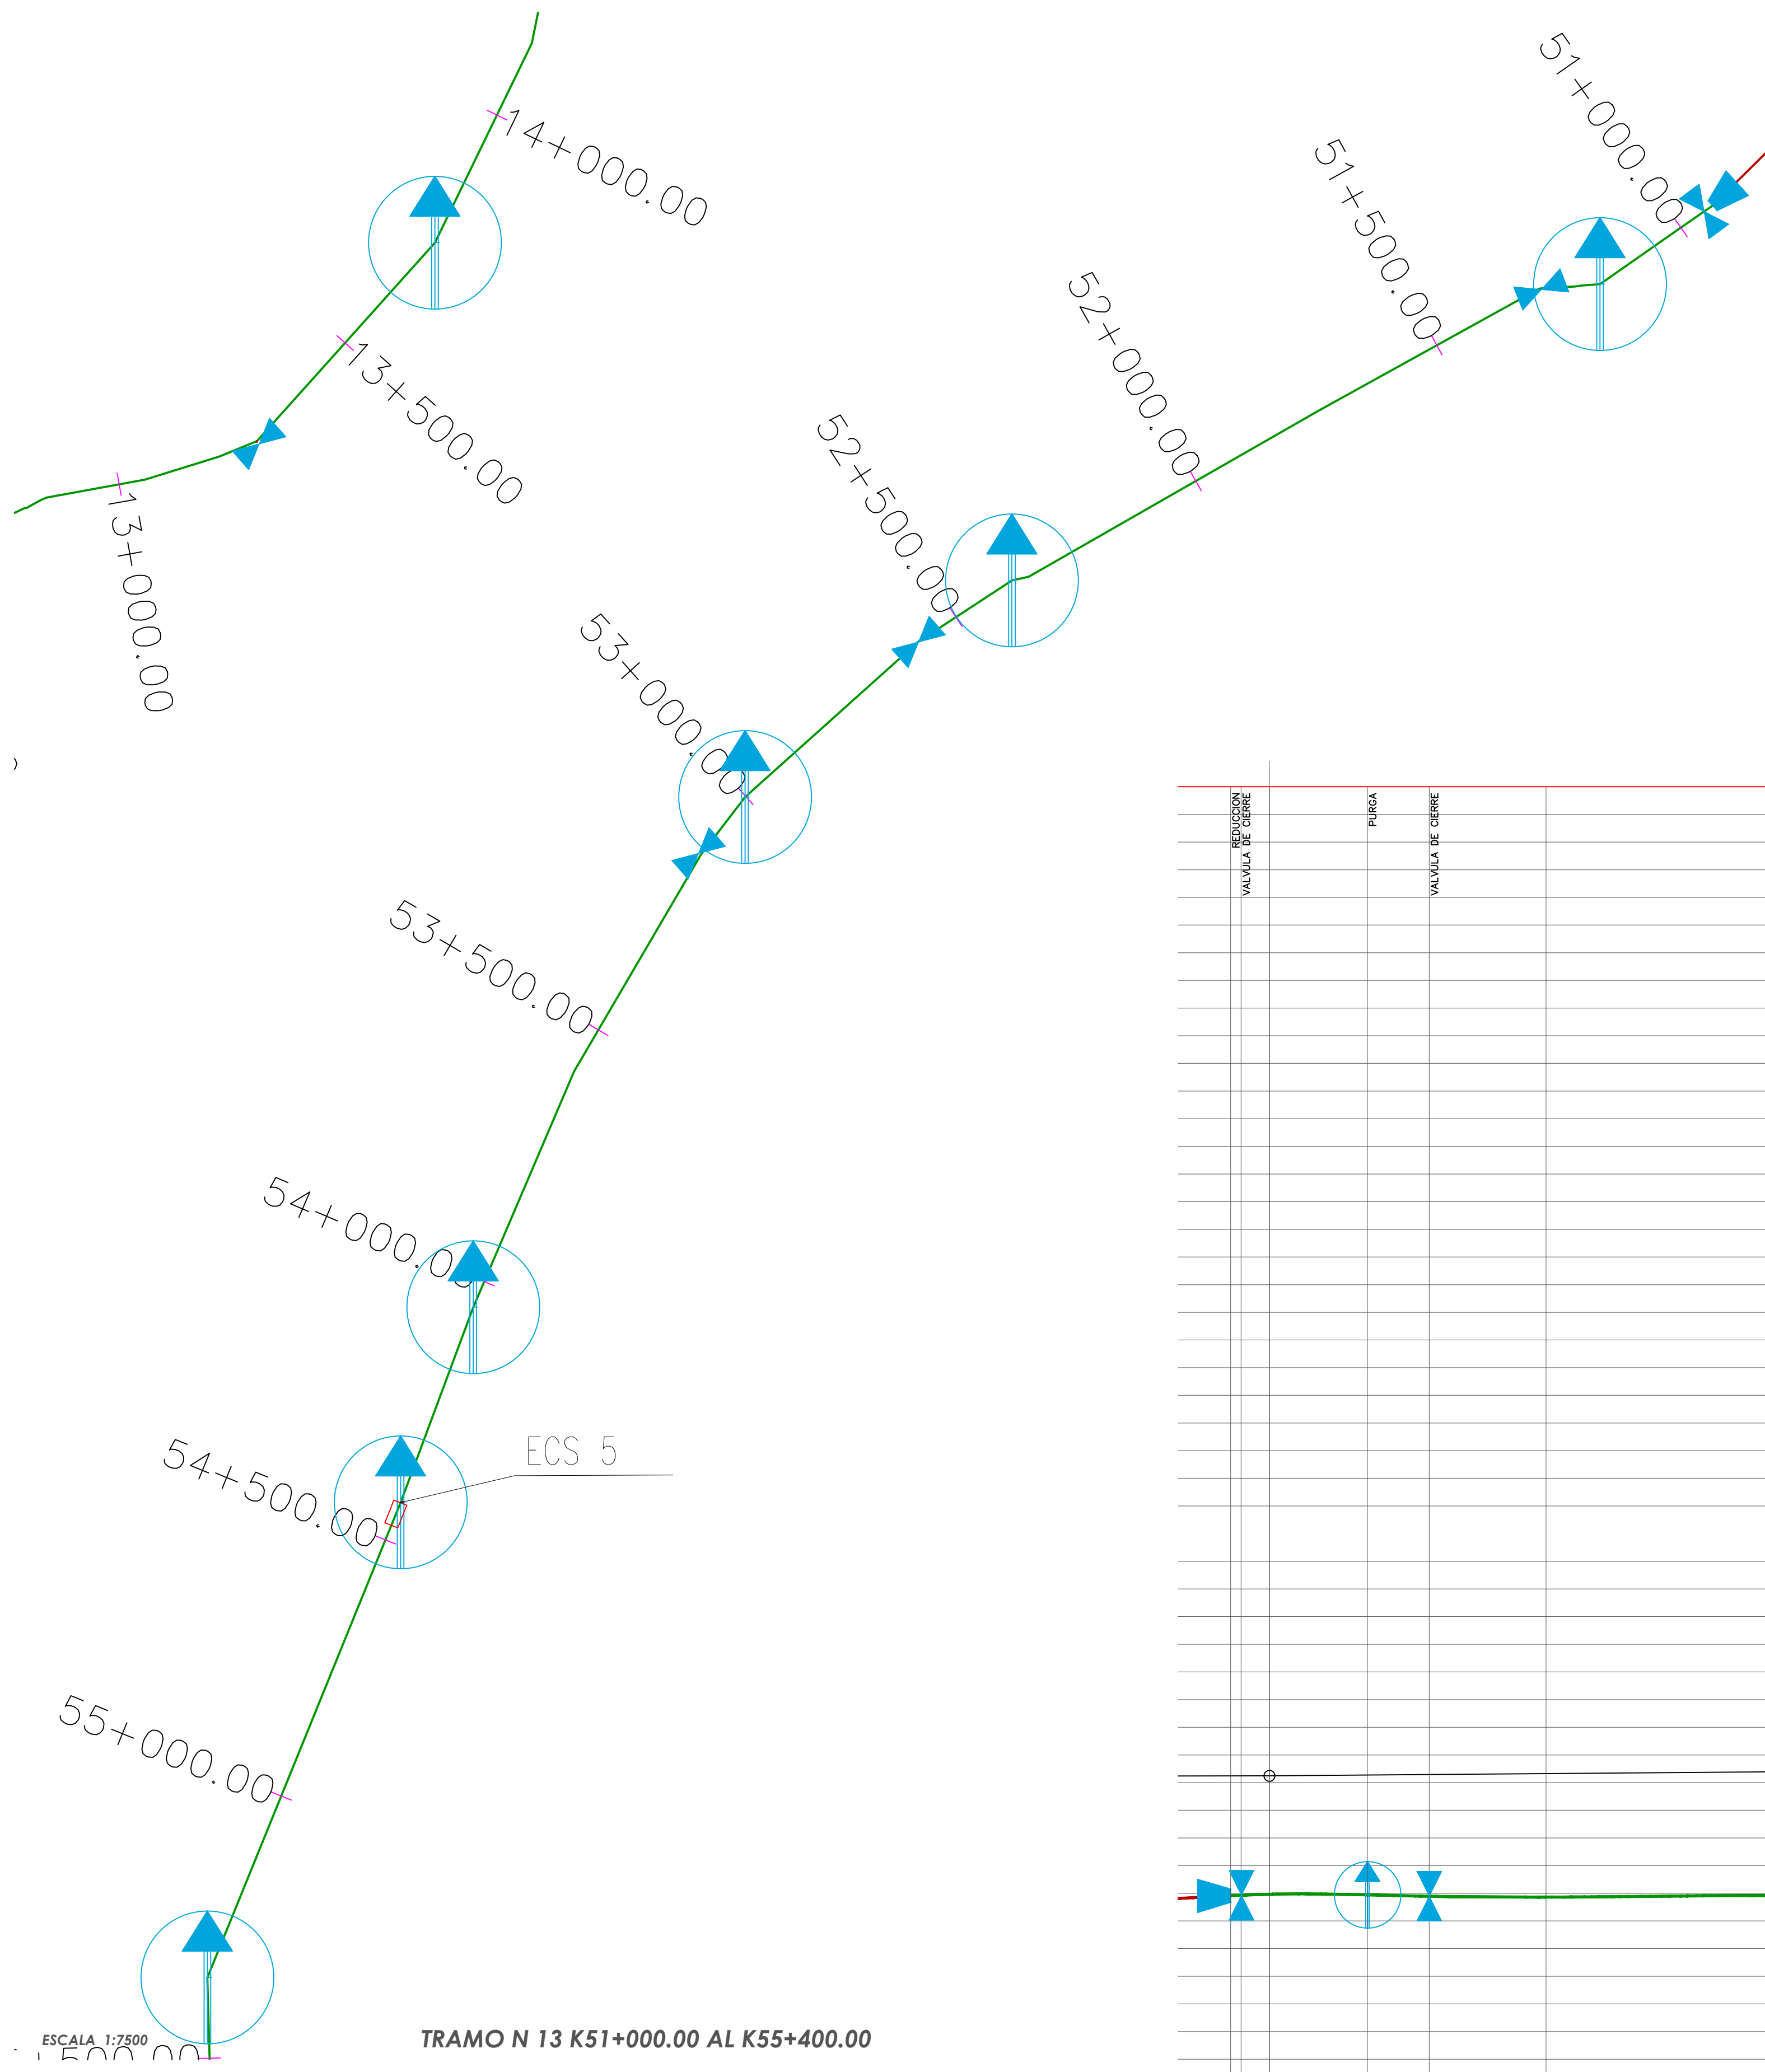 51+000.00
14+000.00
51+500.00
52+000.00
13+500.00
52+500.00
13+000.00
53+000.00
REDUCCION
VALVULA DE CIERRE
PURGA
VALVULA DE CIERRE
53+500.00
54+000.0
ECS 5
54+500.00
55+000.00
ESCALA 1:7500
TRAMO N 13 K51+000.00 AL K55+400.00